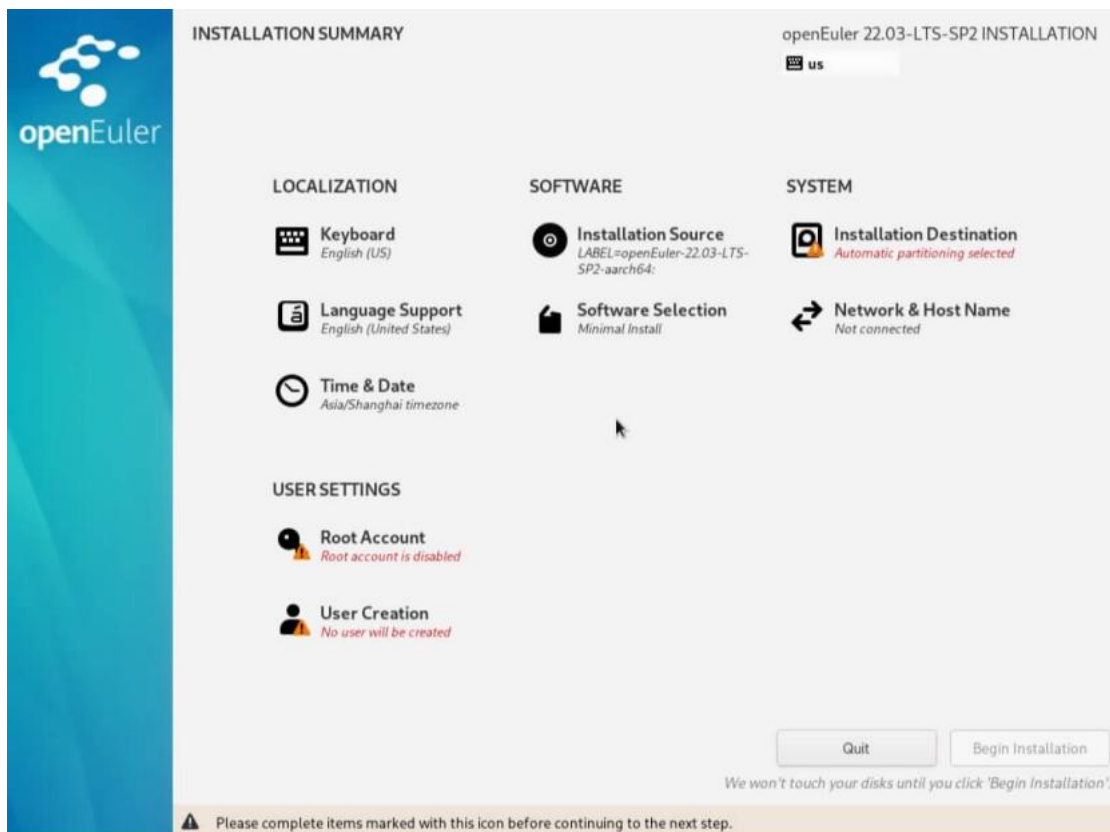 openEuler
INSTALLATION SUMMARY
openEuler 22.03-LTS-SP2 INSTALLATION
us
LOCALIZATION
Keyboard
English (US)
Language Support
English (United States)
Time & Date
Asia/Shanghai timezone
SOFTWARE
Installation Source
LABEL=openEuler-22.03-LTS-
SP2-aarch64:
Software Selection
Minimal Install
SYSTEM
Installation Destination
Automatic partitioning selected
Network & Host Name
Not connected
USER SETTINGS
Root Account
Root account is disabled
User Creation
No user will be created
Quit
Begin Installation
We won't touch your disks until you click 'Begin Installation'.
Please complete items marked with this icon before continuing to the next step.